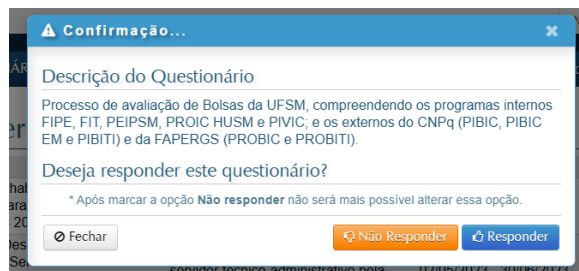 Confirmação...
Descrição do Questionário
Processo de avaliação de Bolsas da UFSM, compreendendo os programas internos
FIPE, FIT, PEIPSM, PROIC HUSM e PIVIC; e os externos do CNPq (PIBIC, PIBIC
EM e PIBITI) e da FAPERGS (PROBIC e PROBITI).
Deseja responder este questionário?
* Após marcar a opção Não responder não será mais possível alterar essa opção.
Fechar
Não Responder
Responder